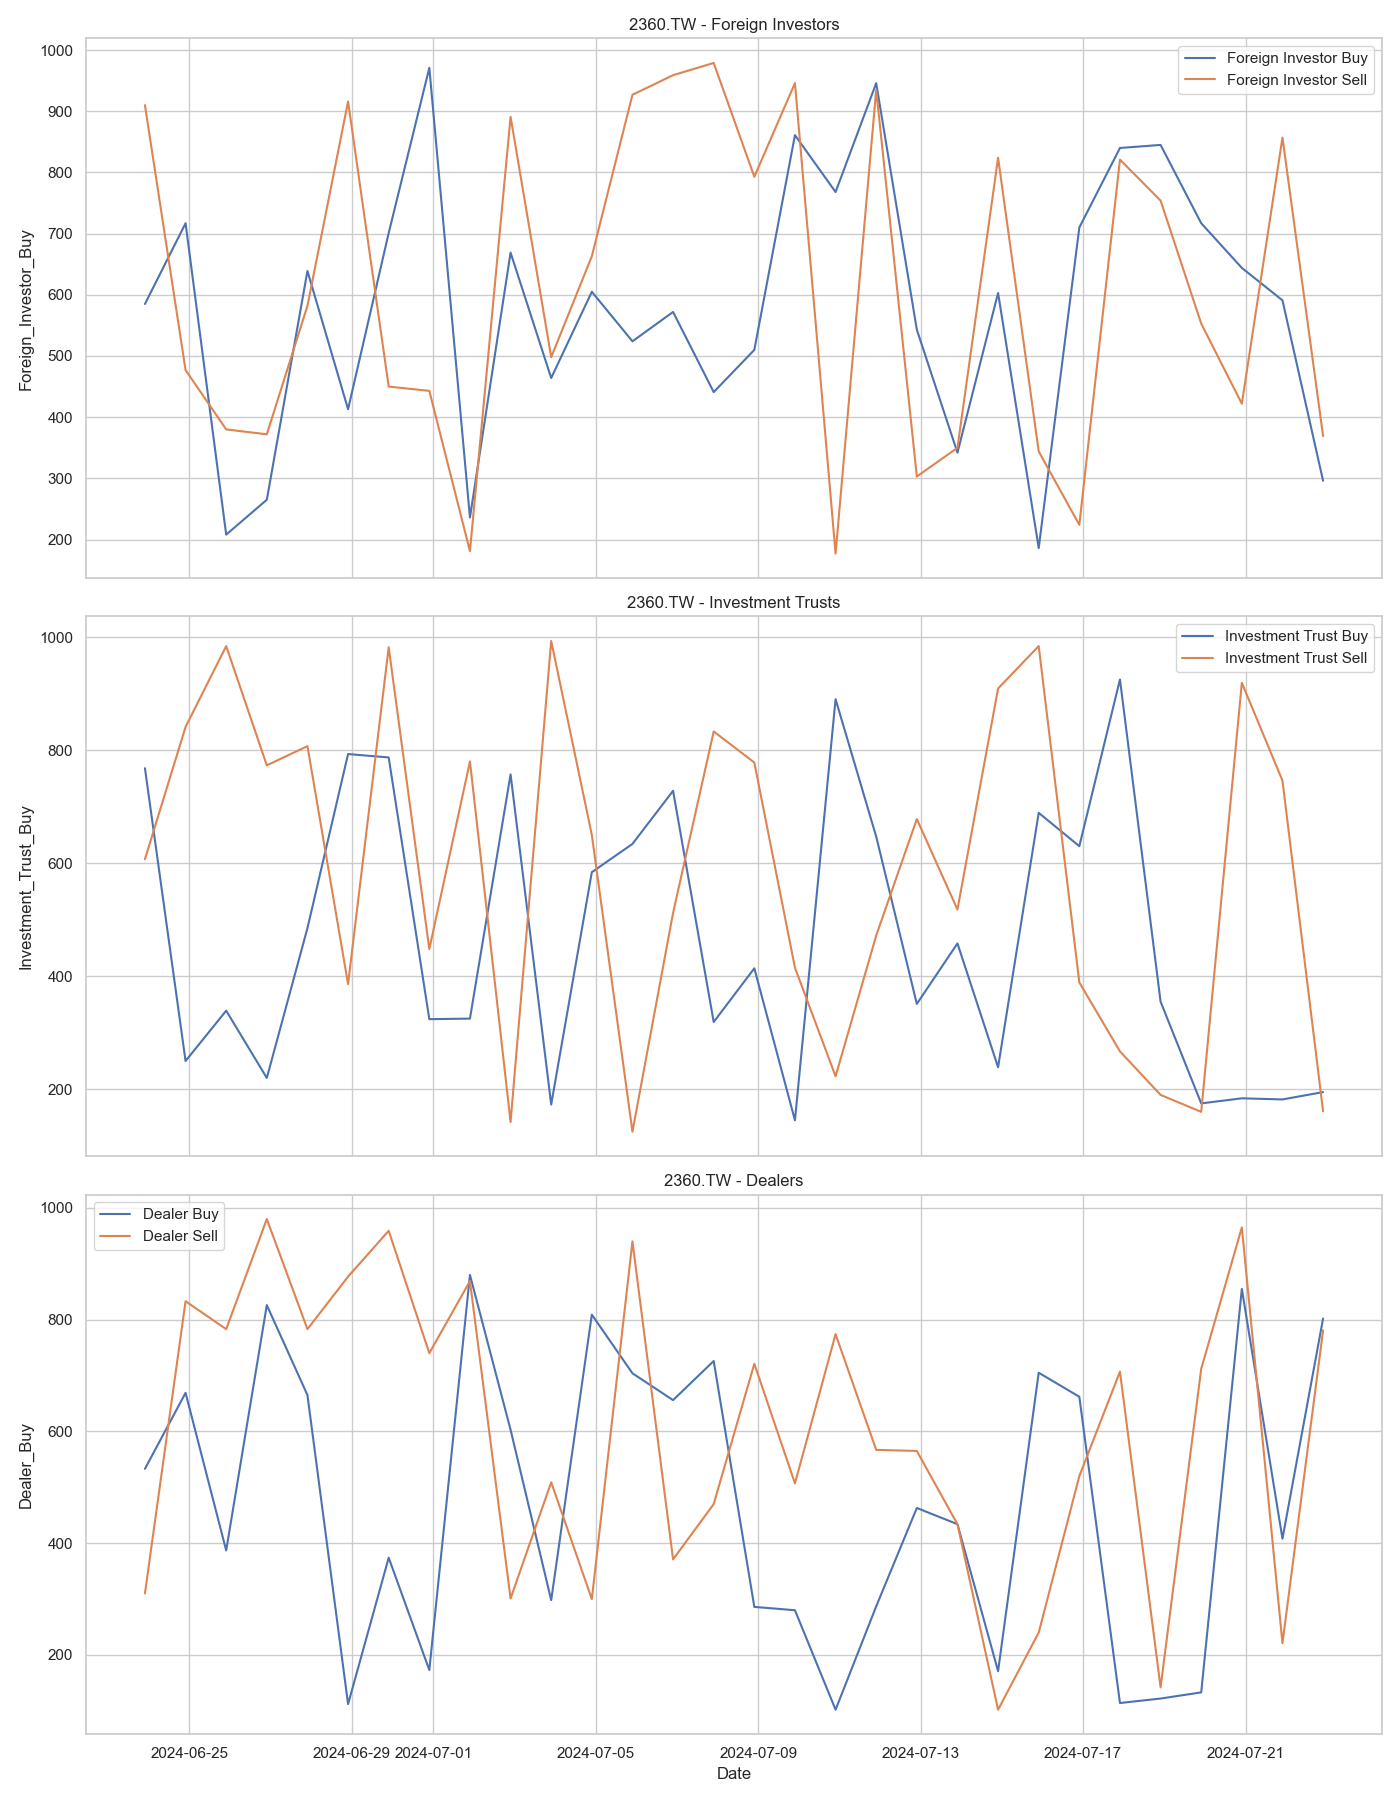 2360.TW - Foreign Investors
Foreign_Investor_Buy
1000
900
800
700
600
500
400
300
200
Foreign Investor Buy
Foreign Investor Sell
2360.TW - Investment Trusts
Investment_Trust_Buy
1000
800
600
400
200
Investment Trust Buy
Investment Trust Sell
2360.TW - Dealers
Dealer_Buy
1000
800
600
400
200
Dealer Buy
Dealer Sell
2024-06-25 2024-06-29 2024-07-01 2024-07-05 2024-07-09 2024-07-13 2024-07-17 2024-07-21
Date